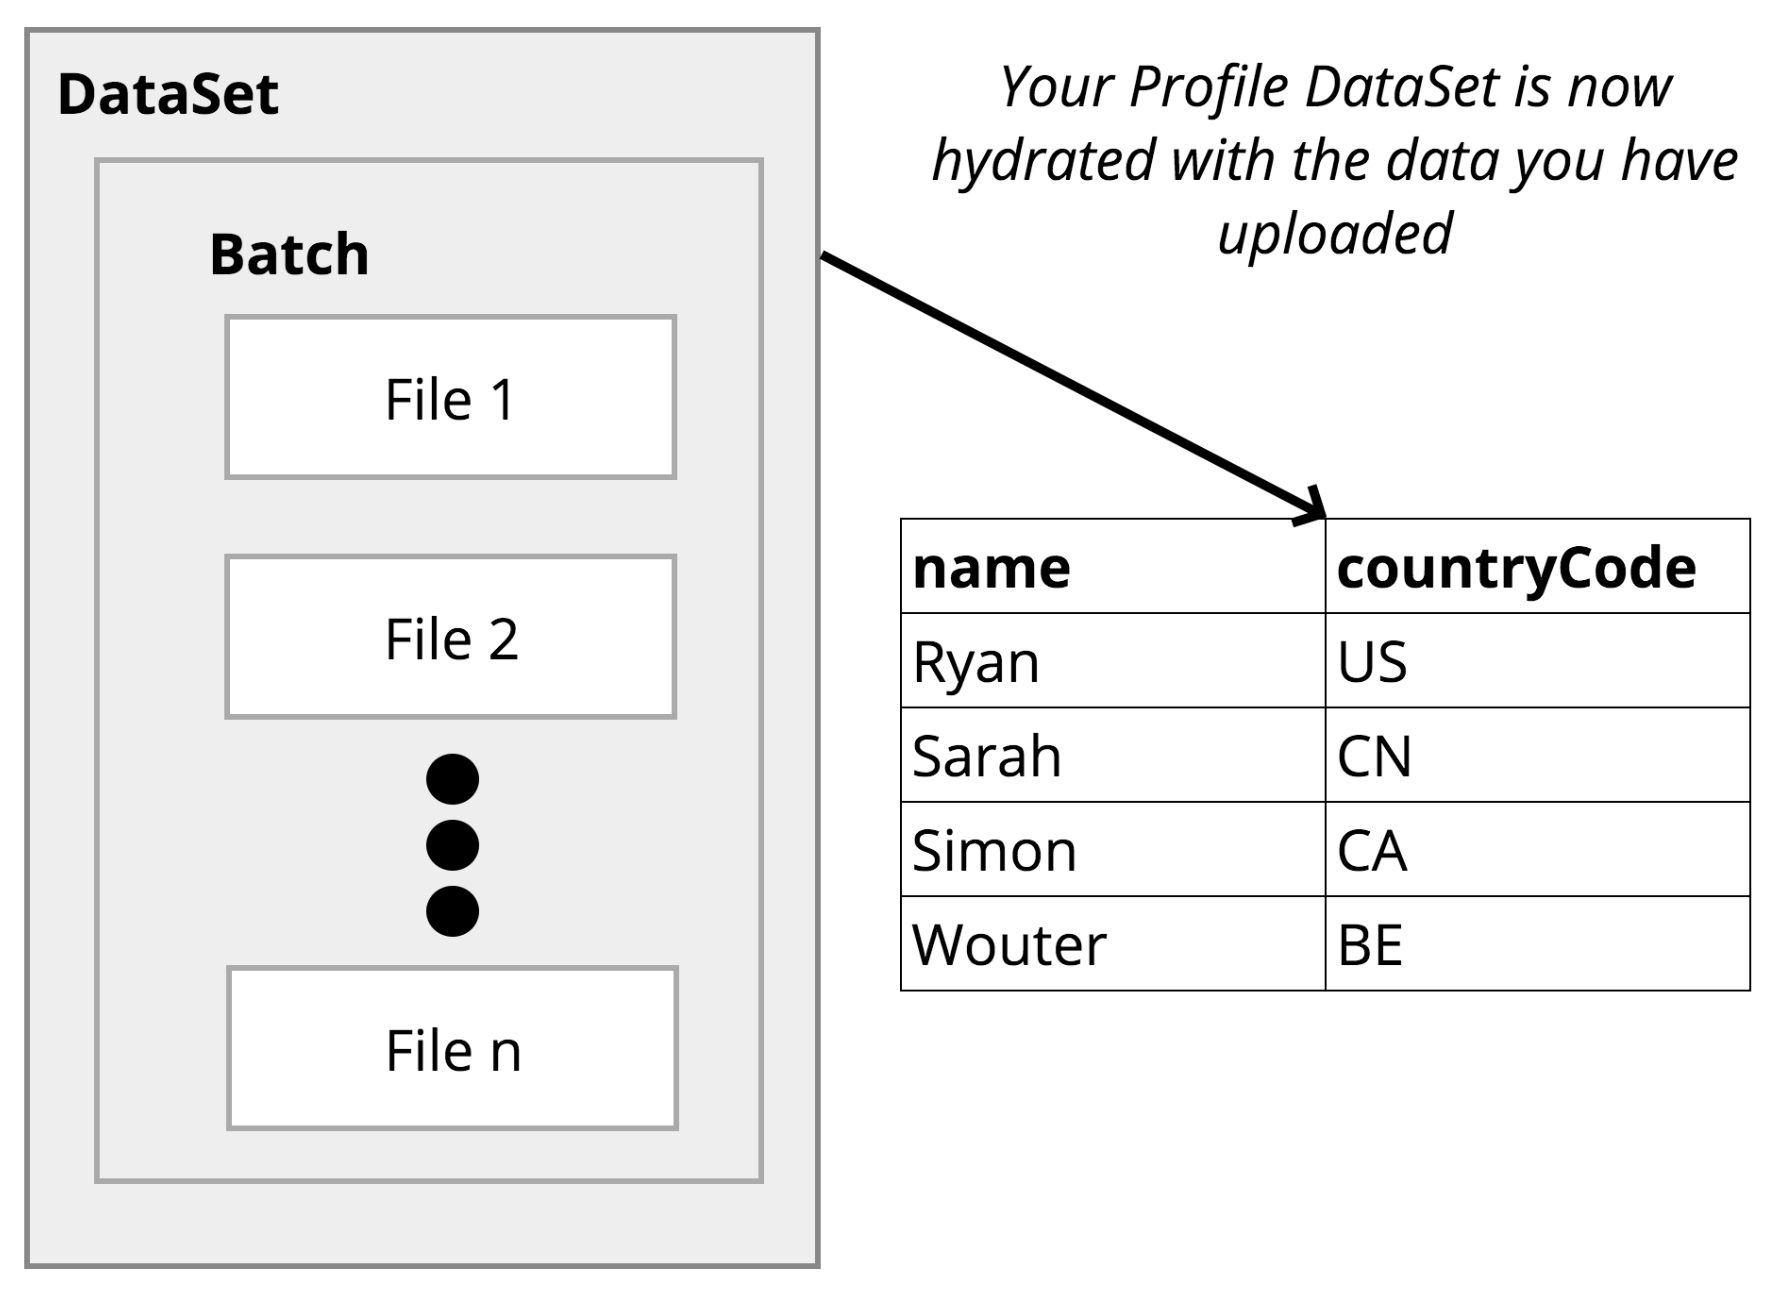 DataSet
Batch
File 1
File 2
File n
Your Profile DataSet is now
hydrated with the data you have
uploaded
name countryCode
Ryan US
Sarah CN
Simon CA
Wouter BE